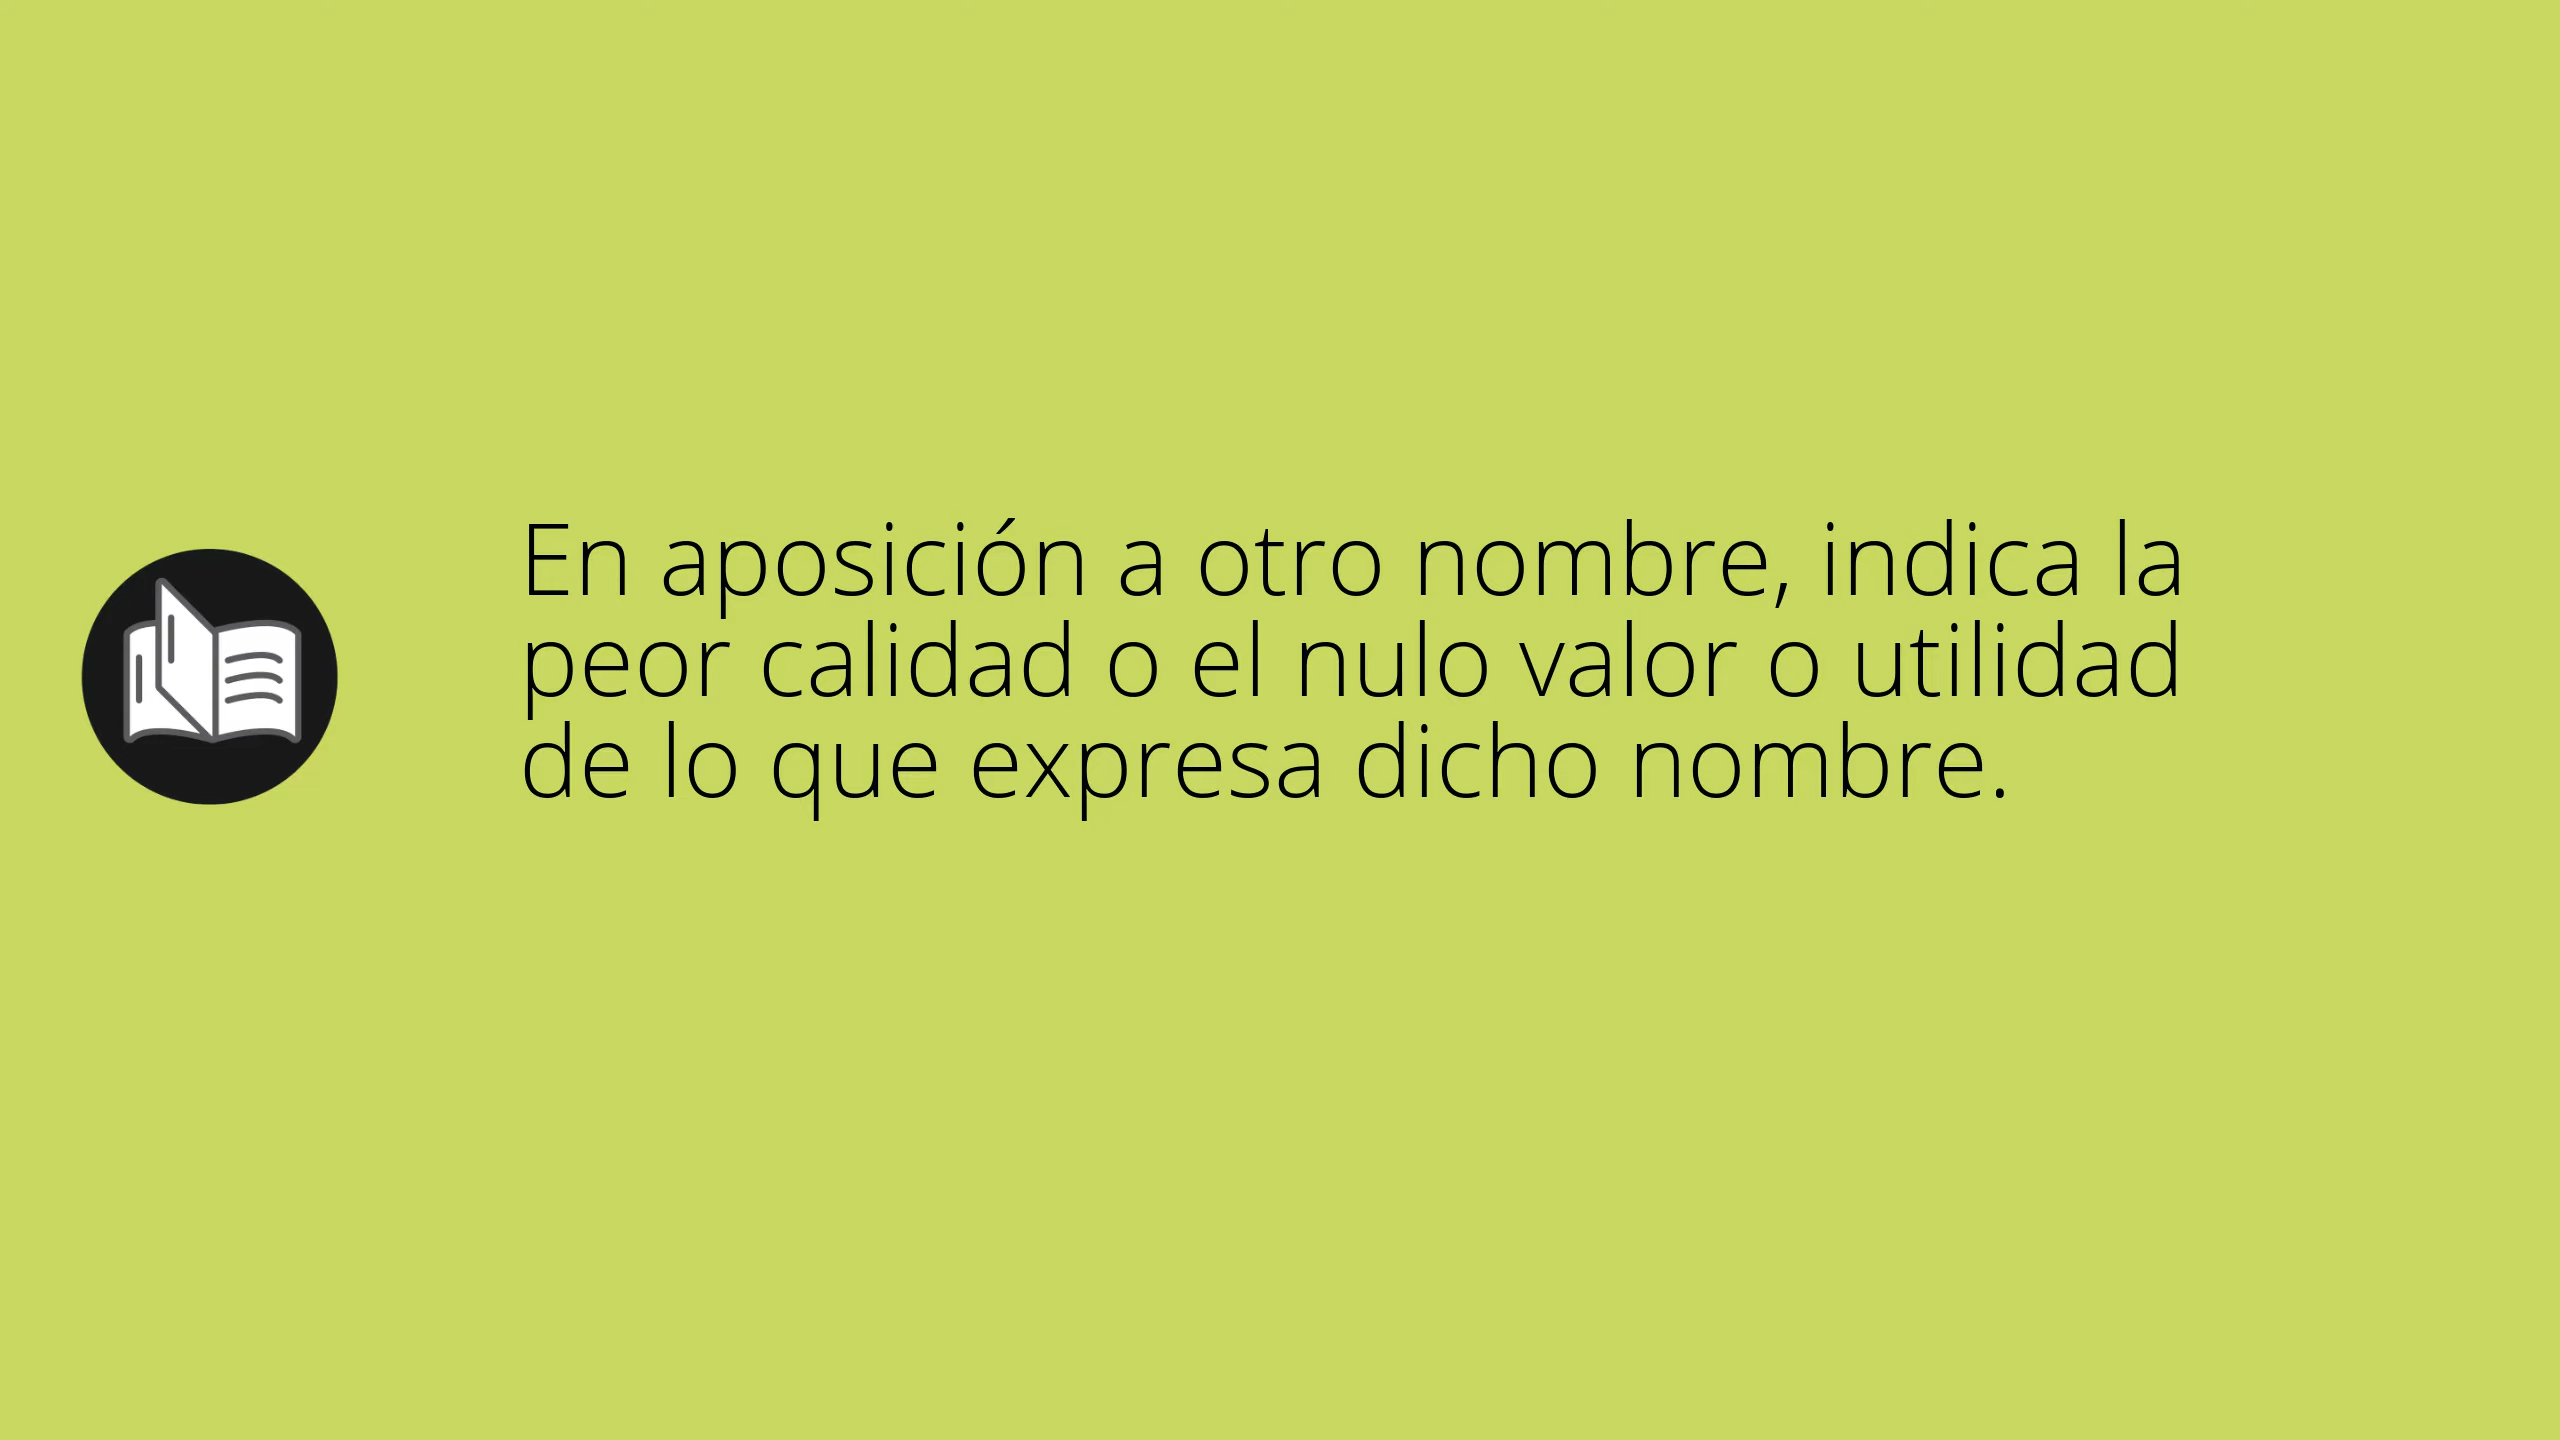 En aposición a otro nombre, indica la
peor calidad o el nulo valor o utilidad
de lo que expresa dicho nombre.